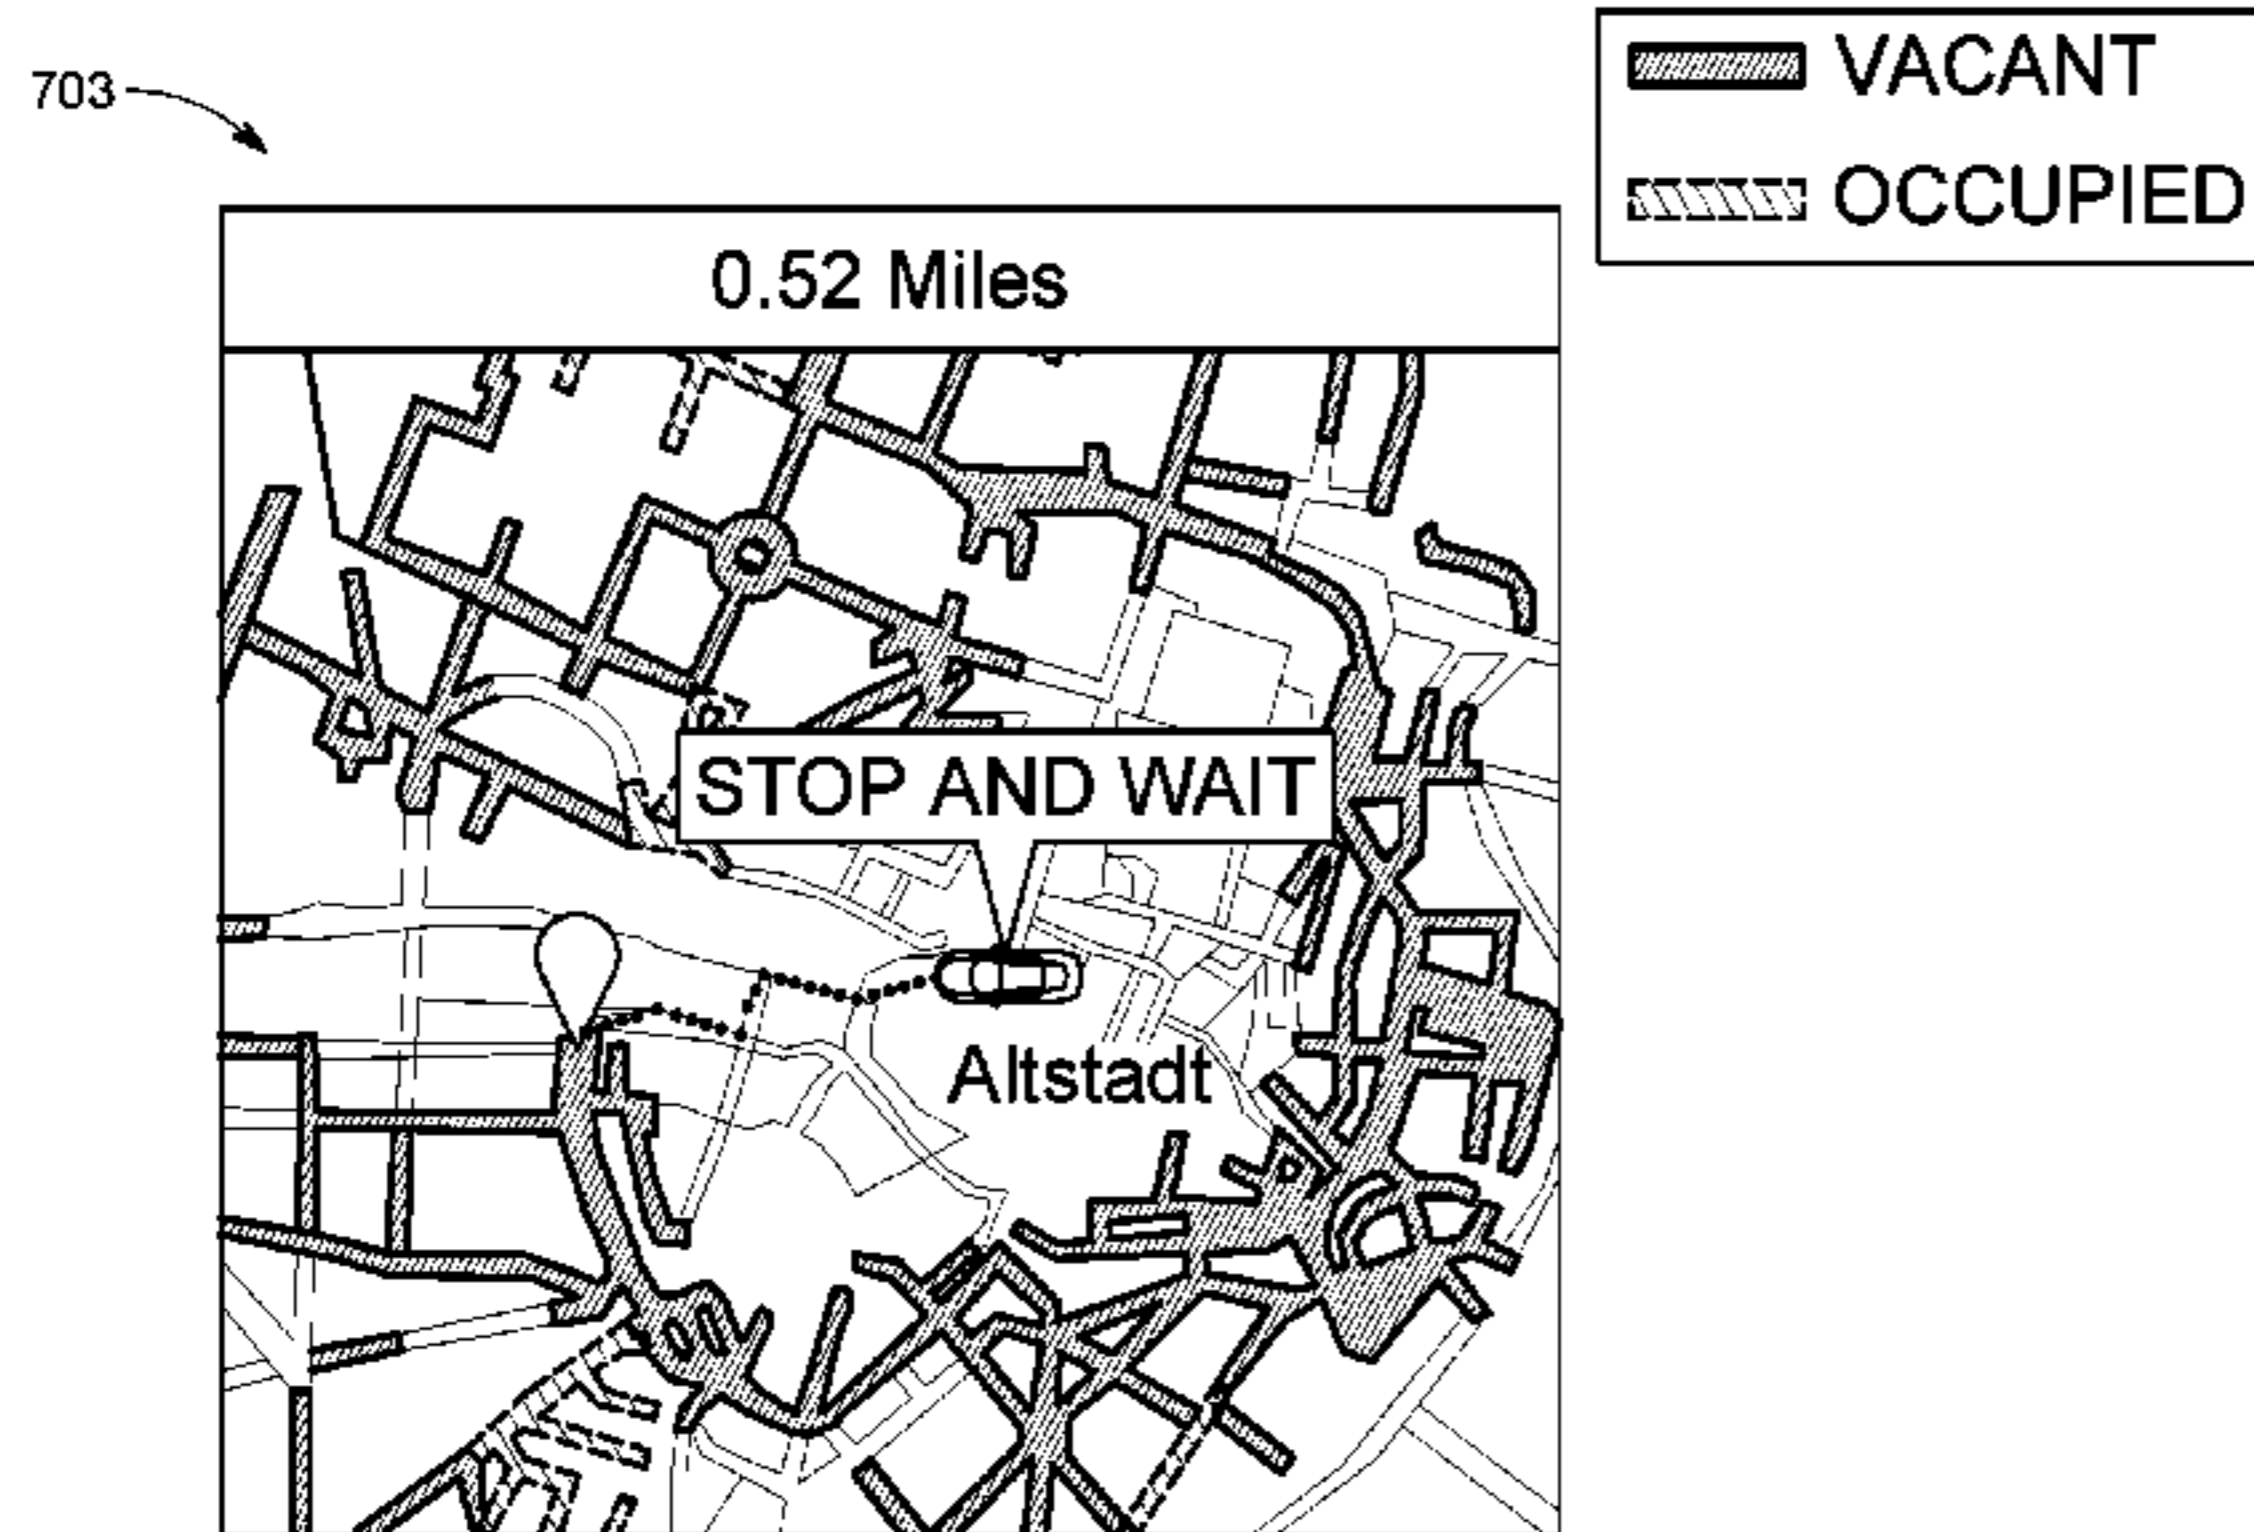 703
VACANT
OCCUPIED
0.52 Miles
STOP AND WAIT
Altstadt